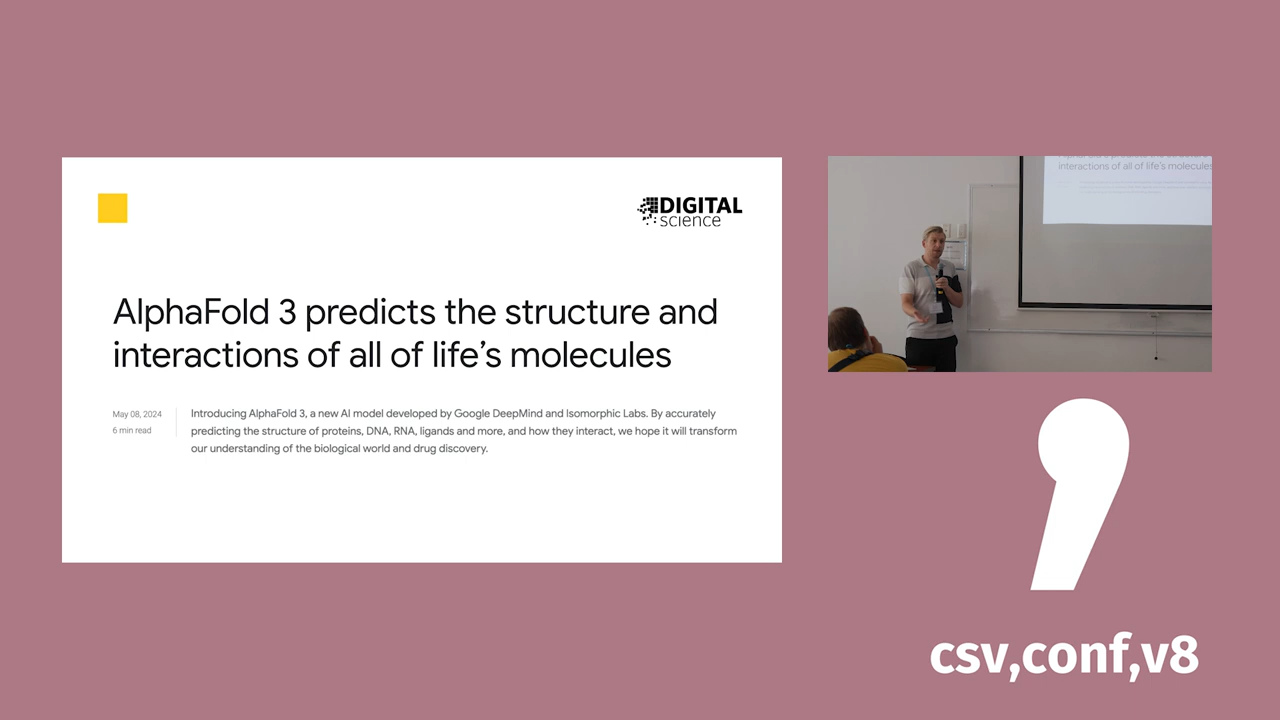 DIGITAL
science
AlphaFold 3 predicts the structure and
interactions of all of life’s molecules
May 08, 2024
6 min read
Introducing AlphaFold 3, a new AI model developed by Google DeepMind and Isomorphic Labs. By accurately
predicting the structure of proteins, DNA, RNA, ligands and more, and how they interact, we hope it will transform
our understanding of the biological world and drug discovery.
interactions of all of life’s molecules
csv,conf,v8